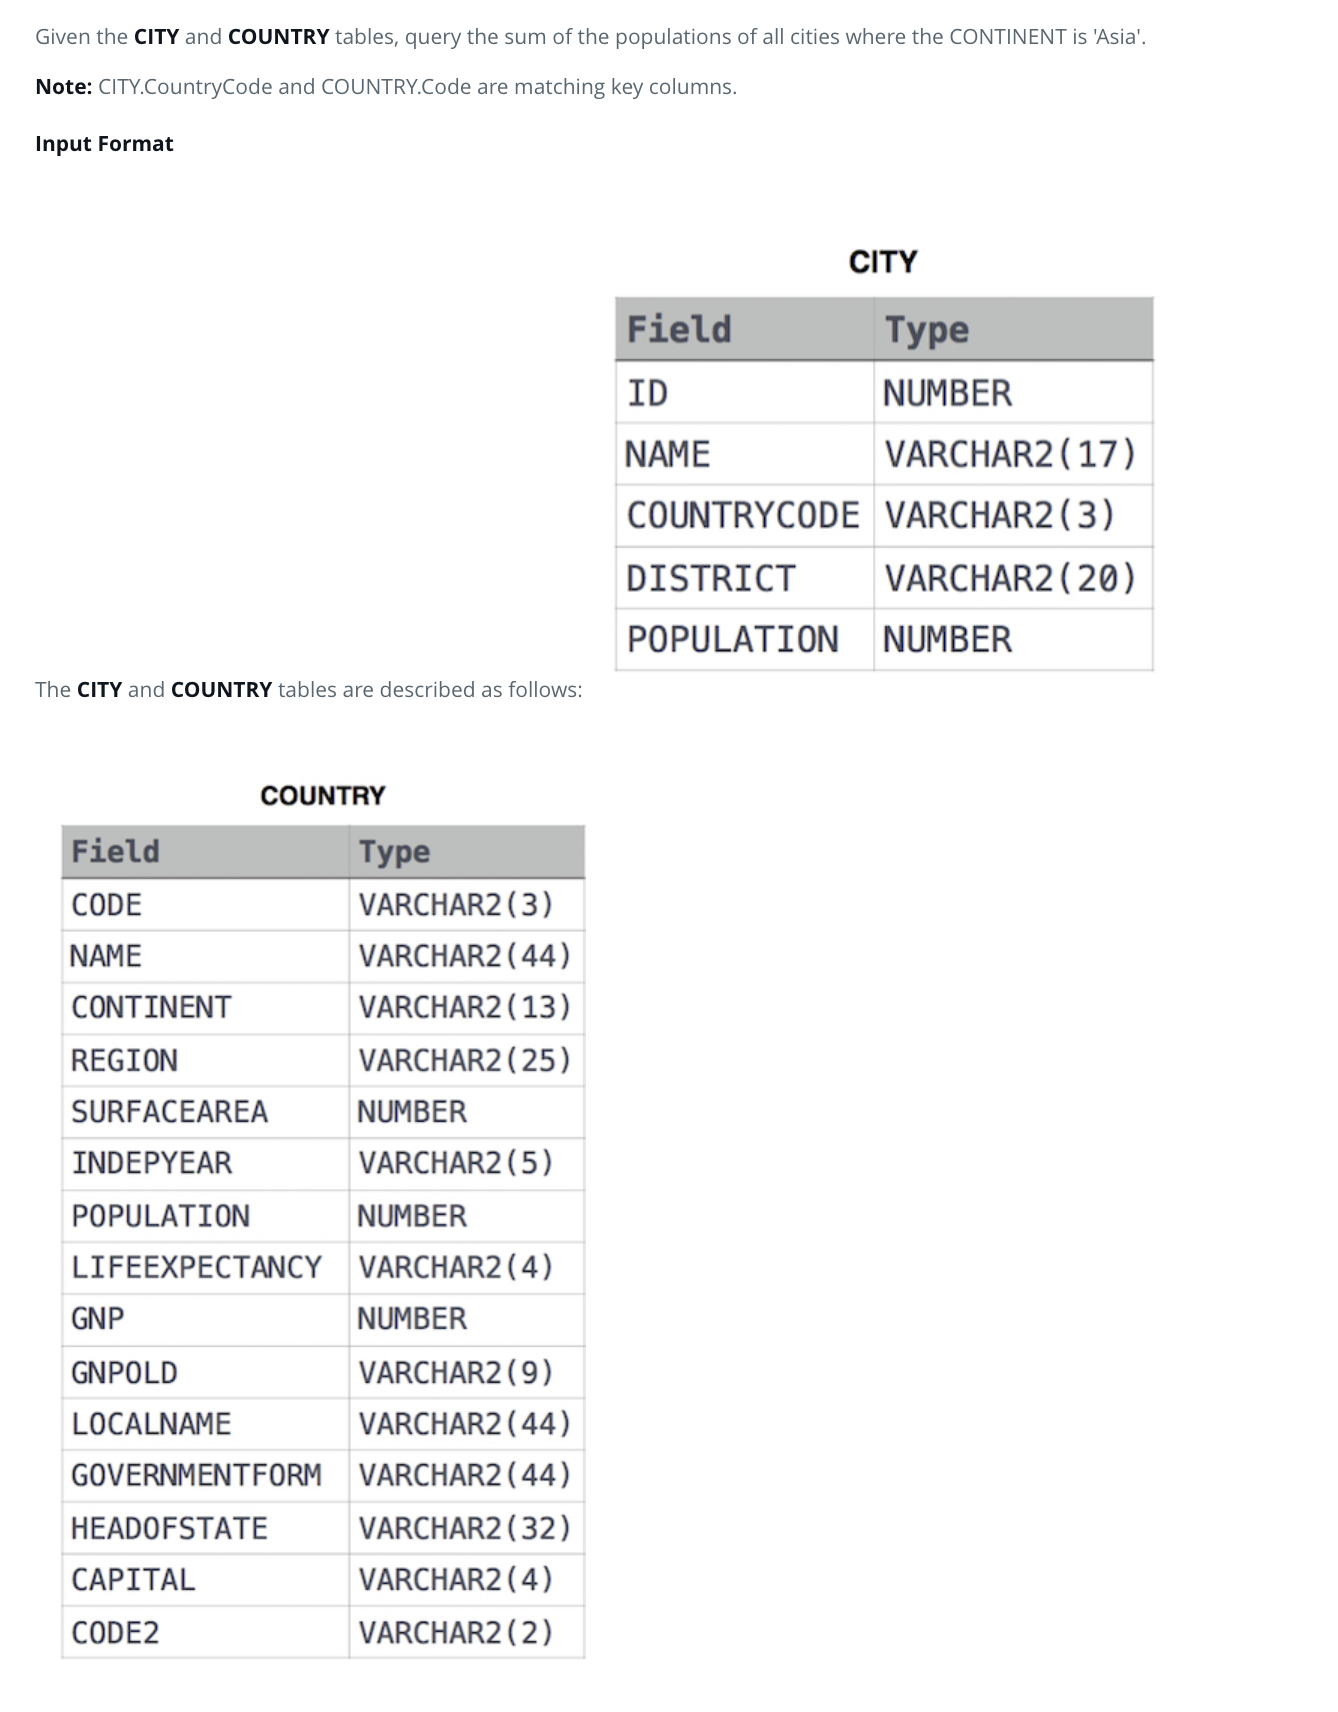 Given the CITY and COUNTRY tables, query the sum of the populations of all cities where the CONTINENT is 'Asia'.
Note: CITY.CountryCode and COUNTRY.Code are matching key columns.
Input Format
CITY
Field Type
ID NUMBER
NAME VARCHAR2(17)
COUNTRYCODE VARCHAR2(3)
DISTRICT VARCHAR2(20)
POPULATION NUMBER
The CITY and COUNTRY tables are described as follows:
COUNTRY
Field Type
CODE VARCHAR2(3)
NAME VARCHAR2(44)
CONTINENT VARCHAR2(13)
REGION VARCHAR2(25)
SURFACEAREA NUMBER
INDEPYEAR VARCHAR2(5)
POPULATION NUMBER
LIFEEXPECTANCY VARCHAR2(4)
GNP NUMBER
GNPOLD VARCHAR2(9)
LOCALNAME VARCHAR2(44)
GOVERNMENTFORM VARCHAR2(44)
HEADOFSTATE VARCHAR2(32)
CAPITAL VARCHAR2(4)
CODE2 VARCHAR2(2)